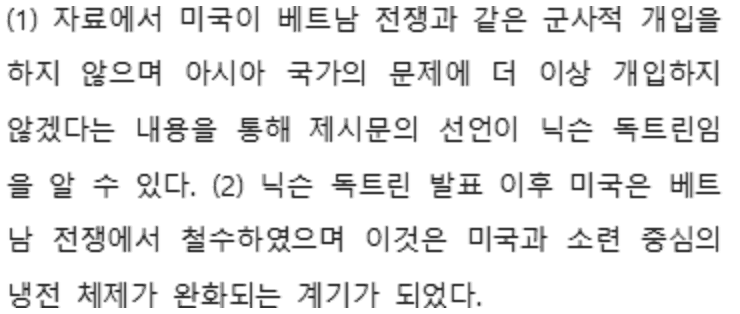 (1) 자료에서 미국이 베트남 전쟁과 같은 군사적 개입을
하지 않으며 아시아 국가의 문제에 더 이상 개입하지
않겠다는 내용을 통해 제시문의 선언이 닉슨 독트린임
을 알 수 있다. (2) 닉슨 독트린 발표 이후 미국은 베트
남 전쟁에서 철수하였으며 이것은 미국과 소련 중심의
냉전 체제가 완화되는 계기가 되었다.